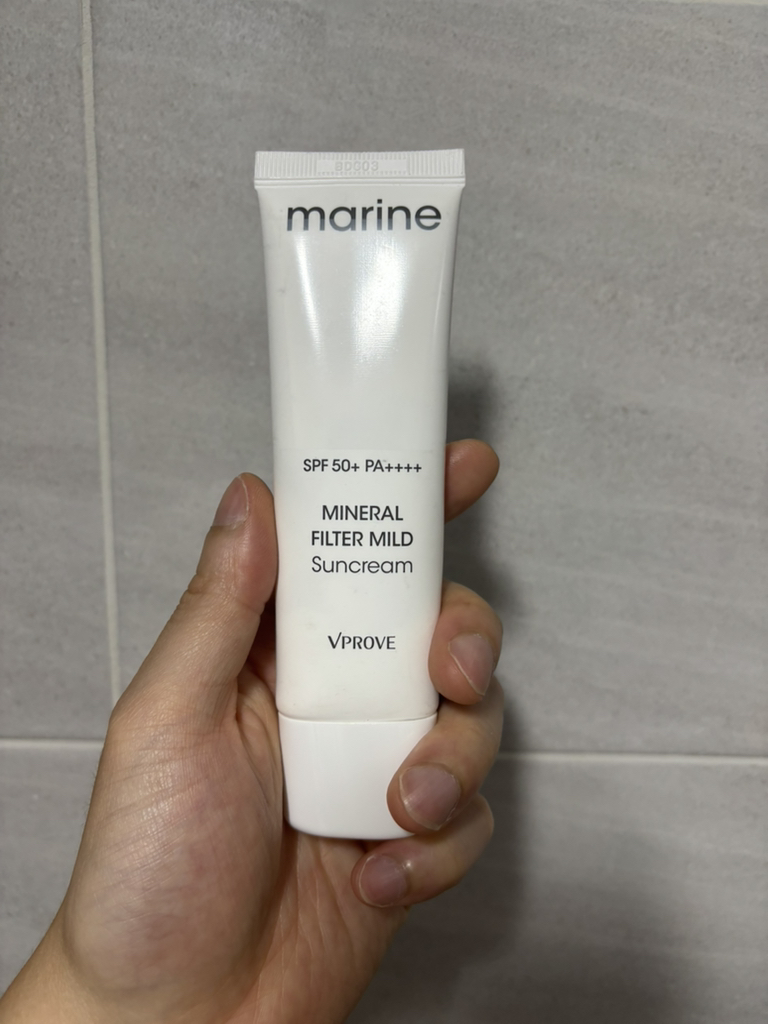 marine
SPF 50+ PA++++
MINERAL
FILTER MILD
Suncream
VPROVE